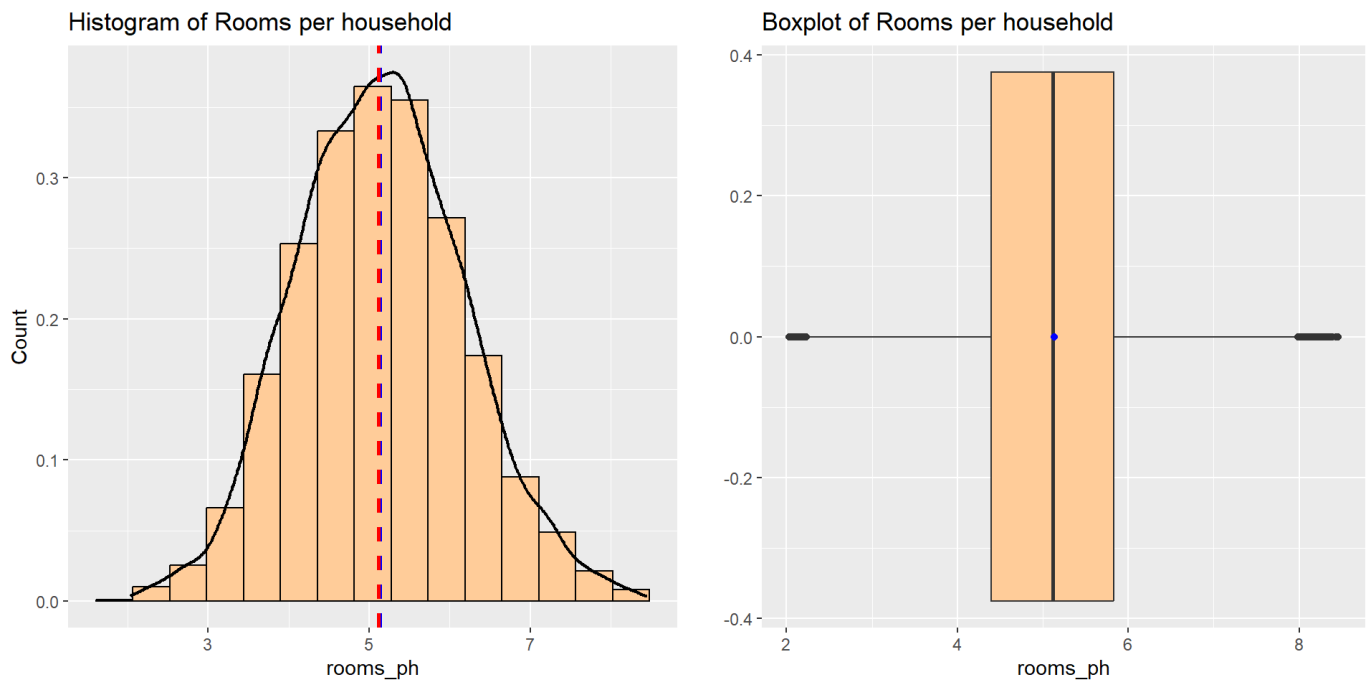 Histogram of Rooms per household
Count
0.3
0.2
0.1
0.0
3 5 7
rooms_ph
Boxplot of Rooms per household
0.4
0.2
0.0
-0.2
-0.4
2 4 6 8
rooms_ph